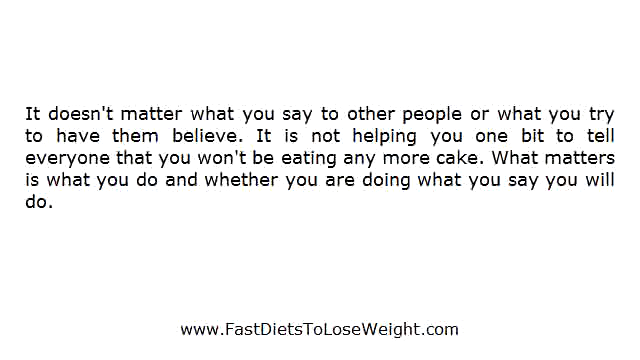 It doesn't matter what you say to other people or what you try
to have them believe. It is not helping you one bit to tell
everyone that you won't be eating any more cake. What matters
is what you do and whether you are doing what you say you will
do.
www.FastDietsToLoseWeight.com